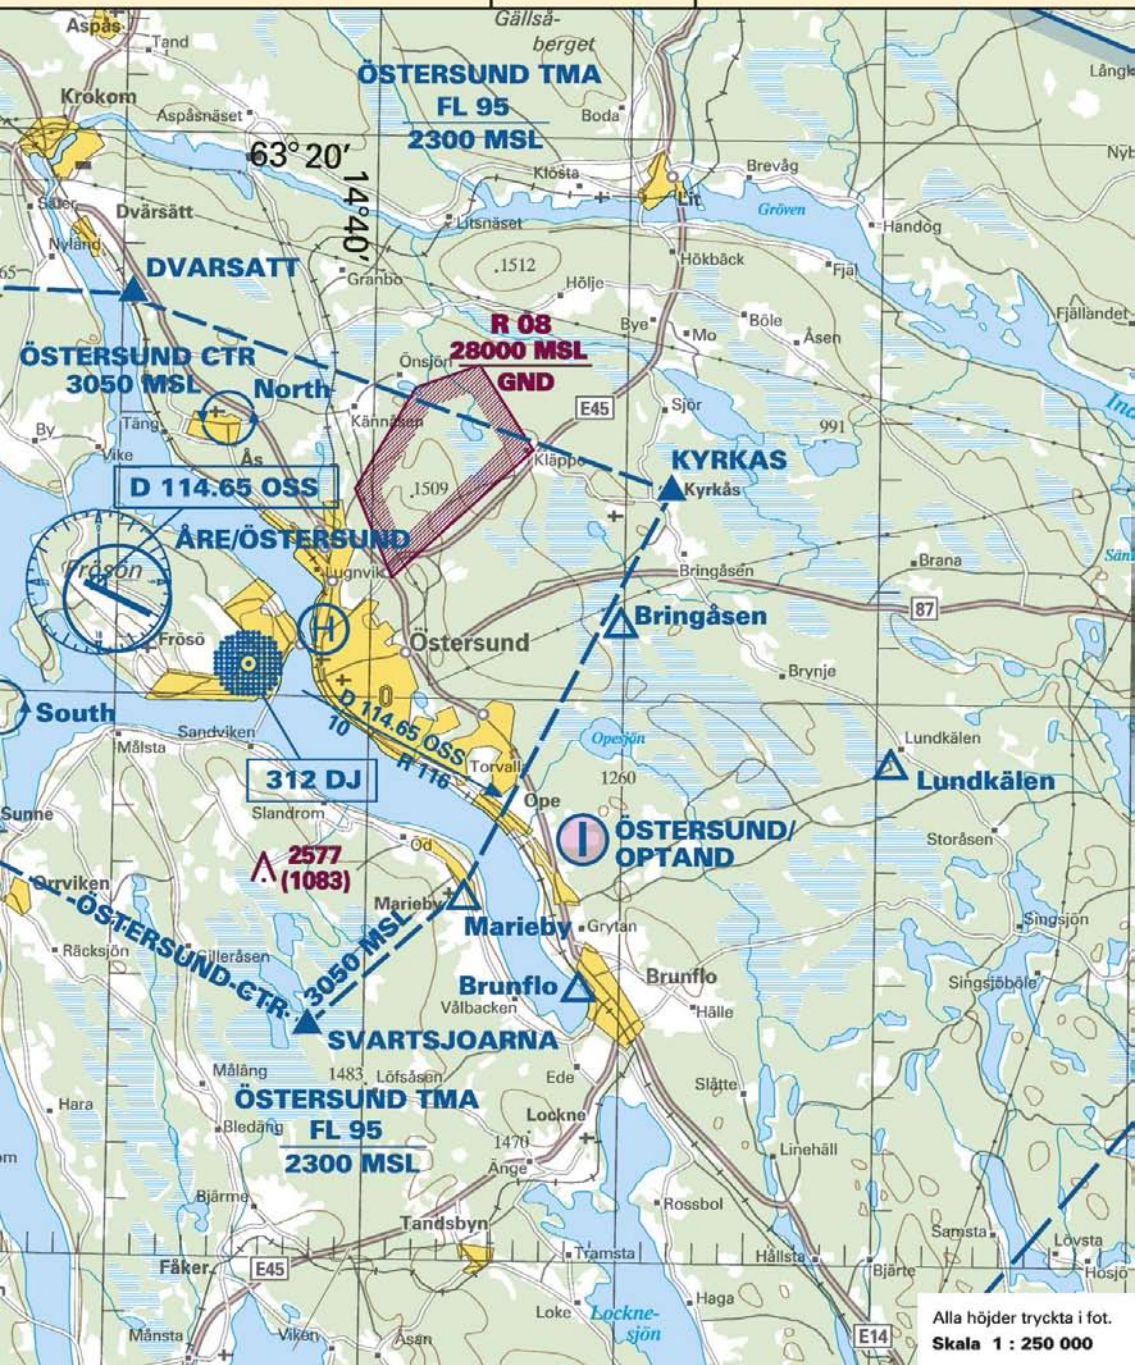 Gällså-
berget
Aspås
Tand
ÖSTERSUND TMA
FL 95
2300 MSL
Krokom
Aspåsnäset
Boda
63°20'
14°40'
Klösta
Brevåg
Lit
Gröven
Dvärsätt
Litsnäset
Handog
Nyland
DVARSATT
Granbo
.1512
Hökbäck
Fjäl
Hölje
R 08
28000 MSL
GND
Bye
Mo
Böle
Åsen
Fjällandet
ÖSTERSUND CTR
3050 MSL
North
Önsjön
Kännåsen
E45
Sjör
991
Täng
By
Vike
Ås
Kläppe
KYRKAS
Kyrkås
D 114.65 OSS
.1509
ÅRE/ÖSTERSUND
Frösön
Lugnvik
Bringåsen
Brana
87
Bringåsen
H
Frösö
Östersund
Brynje
South
Målsta
Sandviken
D 114.65 OSS
10
R 116
Opesjön
Lundkälen
312 DJ
Torvalla
1260
Lundkälen
Sunne
Slandrom
Ope
ÖSTERSUND/
OPTAND
Storåsen
Öd
2577
(1083)
Orrviken
Marieby
Marieby
Grytan
Singsjön
ÖSTERSUND-CTR
3050 MSL
Räcksjön
Gilleråsen
Brunflo
Brunflo
Singsjöböle
Vålbacken
Hälle
SVARTSJOARNA
Målång
1483
Löfsåsen
Ede
Slåtte
Hara
ÖSTERSUND TMA
FL 95
2300 MSL
Bledäng
Lockne
1470
Änge
Linehäll
Bjärme
Rossbol
Tandsbyn
Samsta
Lövsta
Fåker
E45
Tramsta
Hållsta
Bjärte
Hosjö
Loke
Lockne-
sjön
Haga
Månsta
Viken
Åsan
E14
Alla höjder tryckta i fot.
Skala 1 : 250 000